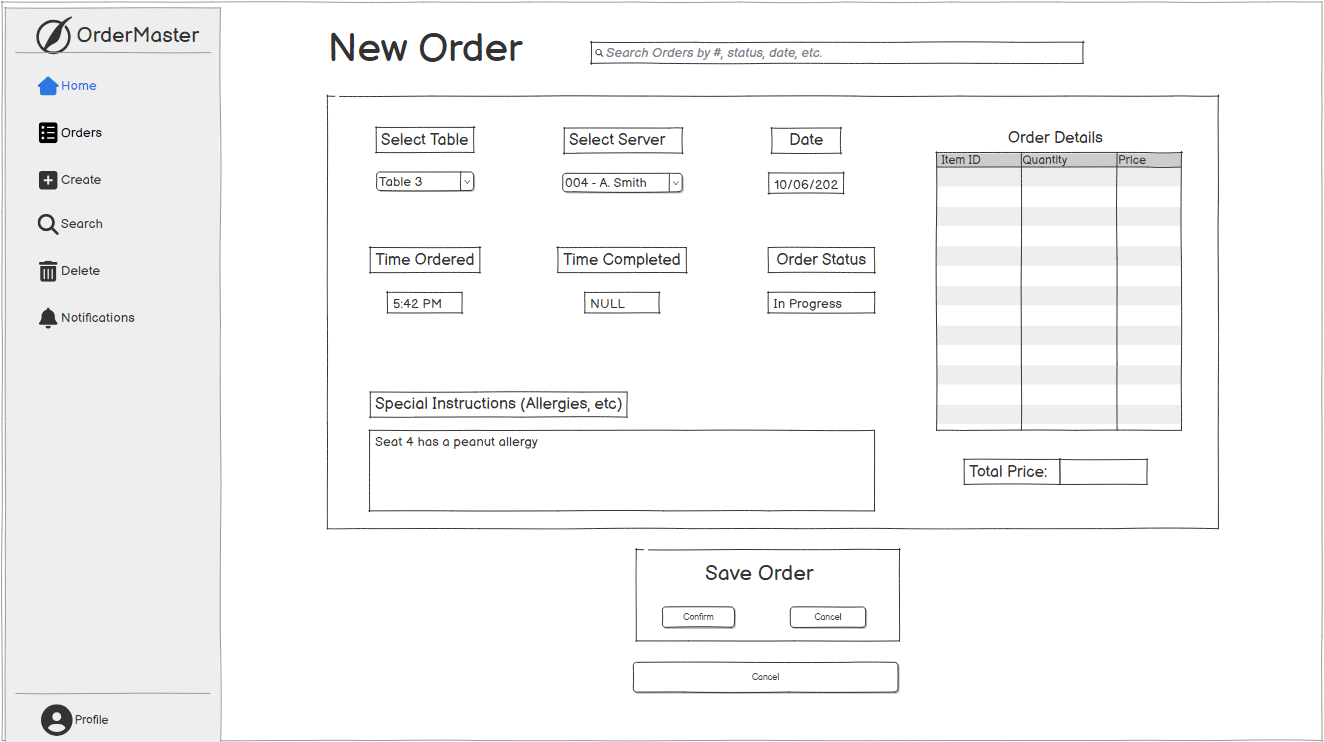 OrderMaster
Home
Orders
Create
Search
Delete
Notifications
Profile
New Order
Search Orders by #, status, date, etc.
Select Table
Select Server
Date
Table 3
004 - A. Smith
10/06/202
Time Ordered
Time Completed
Order Status
5:42 PM
NULL
In Progress
Special Instructions (Allergies, etc)
Seat 4 has a peanut allergy
Order Details
Item ID Quantity Price
Total Price:
Save Order
Confirm
Cancel
Cancel